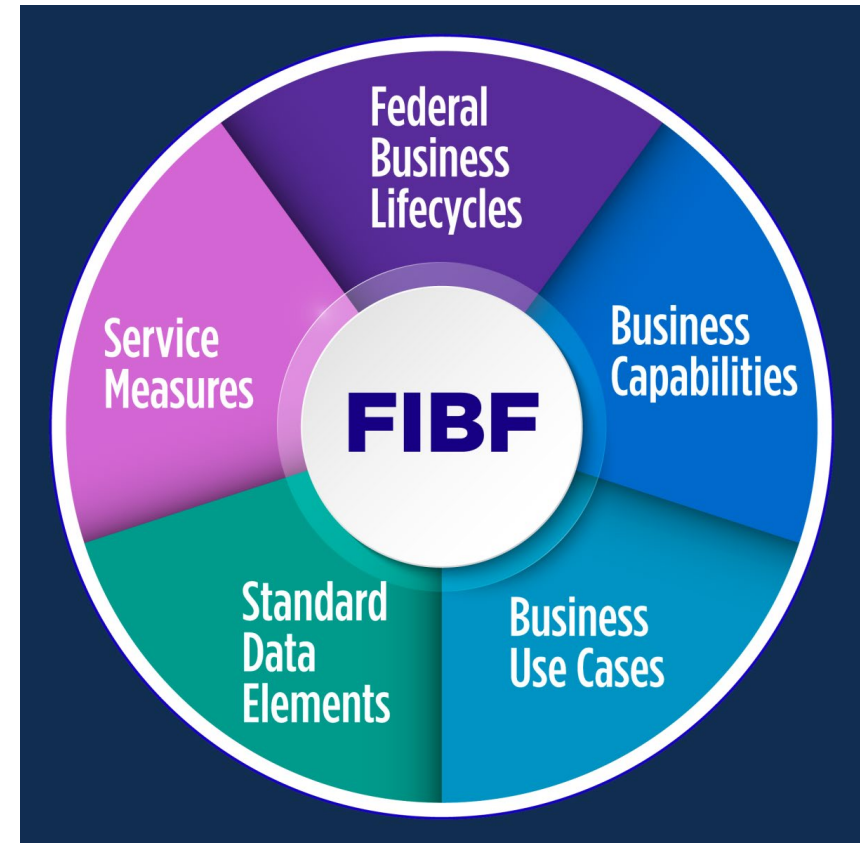 Federal
Business
Lifecycles
Business
Capabilities
Business
Use Cases
Standard
Data
Elements
Service
Measures
FIBF